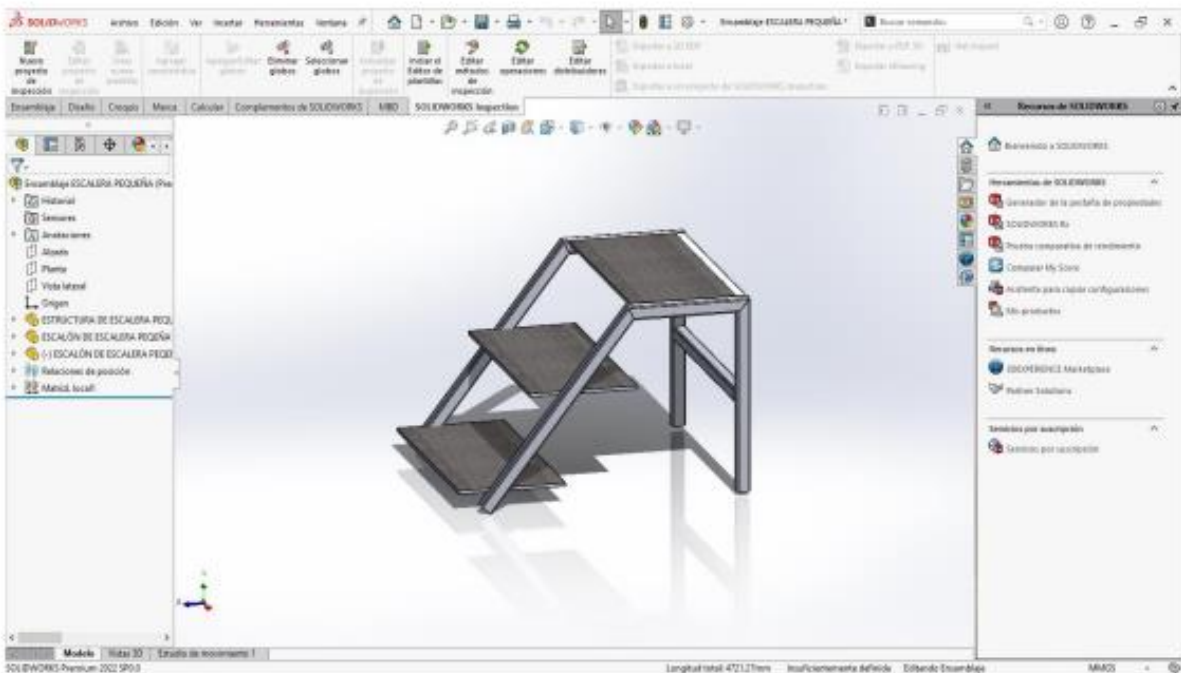 SOLIDWORKS
Archivo Edición Ver Insertar Herramientas Ventana
Ensamblaje ESCALERA PEQUEÑA *
Buscar comandos
Nuevo proyecto de inspección
Eliminar globos
Seleccionar globos
Iniciar el Editor de plantillas
Editar métodos de inspección
Editar operaciones
Editar distribuidores
Ensamblaje Diseño Croquis Marca Calcular Complementos de SOLIDWORKS MBD SOLIDWORKS Inspection
Recursos de SOLIDWORKS
Bienvenido a SOLIDWORKS
Herramientas de SOLIDWORKS
Generador de la pestaña de propiedades
SOLIDWORKS Rx
Prueba comparativa de rendimiento
Comparar My Score
Asistente para copiar configuraciones
Mis productos
Recursos en línea
3DEXPERIENCE Marketplace
Partner Solutions
Servicios por suscripción
Servicios por suscripción
Ensamblaje ESCALERA PEQUEÑA (Pre
Historial
Sensores
Anotaciones
Alzado
Planta
Vista lateral
Origen
ESTRUCTURA DE ESCALERA PEQU
ESCALÓN DE ESCALERA PEQUEÑA
(-) ESCALÓN DE ESCALERA PEQUE
Relaciones de posición
MatrizL local1
Modelo Vistas 3D Estudio de movimiento 1
SOLIDWORKS Premium 2022 SP0.0
Longitud total: 4721.27mm Insuficientemente definida Editando Ensamblaje MMGS